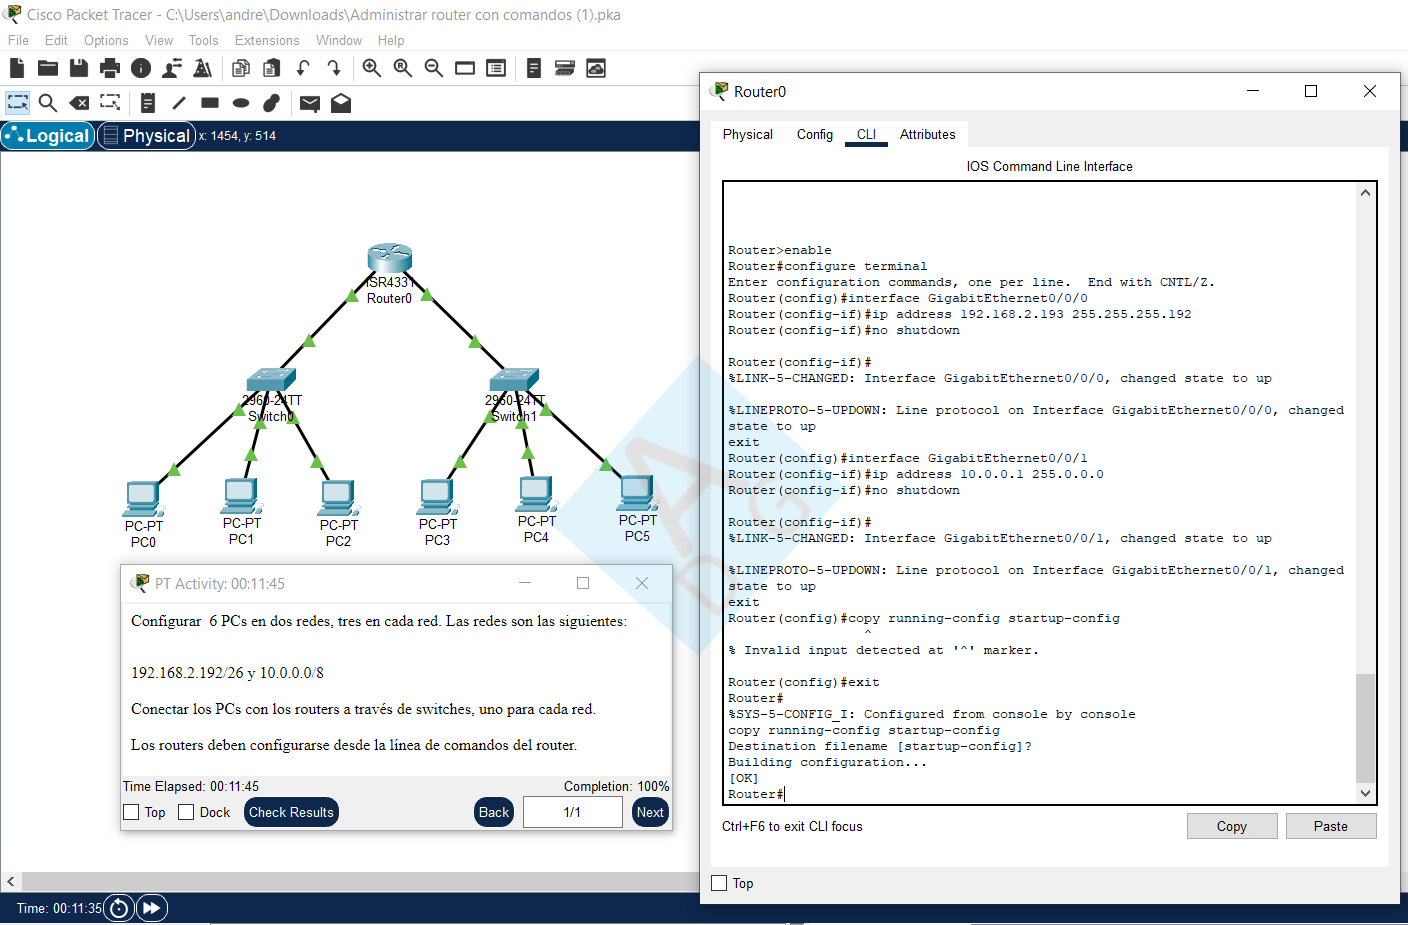 Cisco Packet Tracer - C:\Users\andre\Downloads\Administrar router con comandos (1).pka
File Edit Options View Tools Extensions Window Help
Logical Physical x: 1454, y: 514
ISR4331
Router0
2960-24TT
Switch0
2960-24TT
Switch1
PC-PT
PC0
PC-PT
PC1
PC-PT
PC2
PC-PT
PC3
PC-PT
PC4
PC-PT
PC5
PT Activity: 00:11:45
Configurar 6 PCs en dos redes, tres en cada red. Las redes son las siguientes:
192.168.2.192/26 y 10.0.0.0/8
Conectar los PCs con los routers a través de switches, uno para cada red.
Los routers deben configurarse desde la línea de comandos del router.
Time Elapsed: 00:11:45 Completion: 100%
Top Dock Check Results Back 1/1 Next
Time: 00:11:35
Router0
Physical Config CLI Attributes
IOS Command Line Interface
Router>enable
Router#configure terminal
Enter configuration commands, one per line. End with CNTL/Z.
Router(config)#interface GigabitEthernet0/0/0
Router(config-if)#ip address 192.168.2.193 255.255.255.192
Router(config-if)#no shutdown
Router(config-if)#
%LINK-5-CHANGED: Interface GigabitEthernet0/0/0, changed state to up
%LINEPROTO-5-UPDOWN: Line protocol on Interface GigabitEthernet0/0/0, changed
state to up
exit
Router(config)#interface GigabitEthernet0/0/1
Router(config-if)#ip address 10.0.0.1 255.0.0.0
Router(config-if)#no shutdown
Router(config-if)#
%LINK-5-CHANGED: Interface GigabitEthernet0/0/1, changed state to up
%LINEPROTO-5-UPDOWN: Line protocol on Interface GigabitEthernet0/0/1, changed
state to up
exit
Router(config)#copy running-config startup-config
^
% Invalid input detected at '^' marker.
Router(config)#exit
Router#
%SYS-5-CONFIG_I: Configured from console by console
copy running-config startup-config
Destination filename [startup-config]?
Building configuration...
[OK]
Router#
Ctrl+F6 to exit CLI focus Copy Paste
Top
A
D G